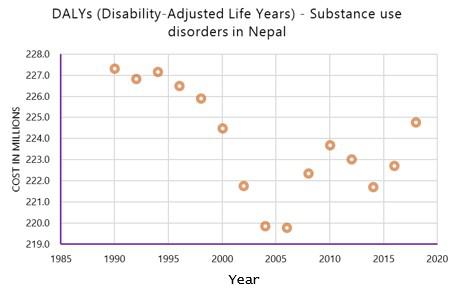 DALYs (Disability-Adjusted Life Years) - Substance use
disorders in Nepal
228.0
227.0
226.0
225.0
224.0
223.0
222.0
221.0
220.0
219.0
COST IN MILLIONS
1985 1990 1995 2000 2005 2010 2015 2020
Year